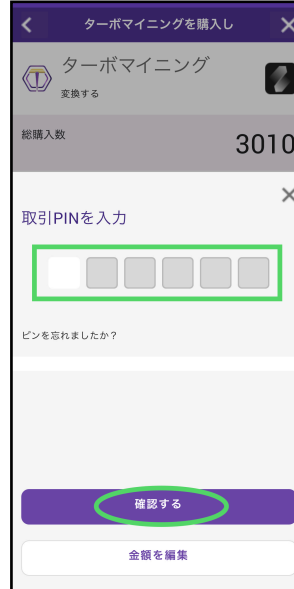 ターボマイニングを購入し
ターボマイニング
変換する
総購入数
3010
取引PINを入力
ピンを忘れましたか？
確認する
金額を編集